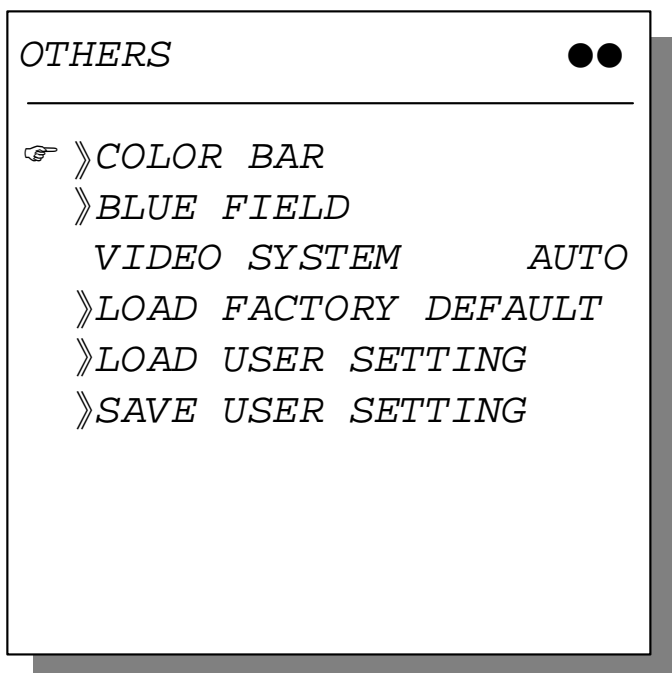 OTHERS ●●
☞ 》COLOR BAR
》BLUE FIELD
VIDEO SYSTEM AUTO
》LOAD FACTORY DEFAULT
》LOAD USER SETTING
》SAVE USER SETTING